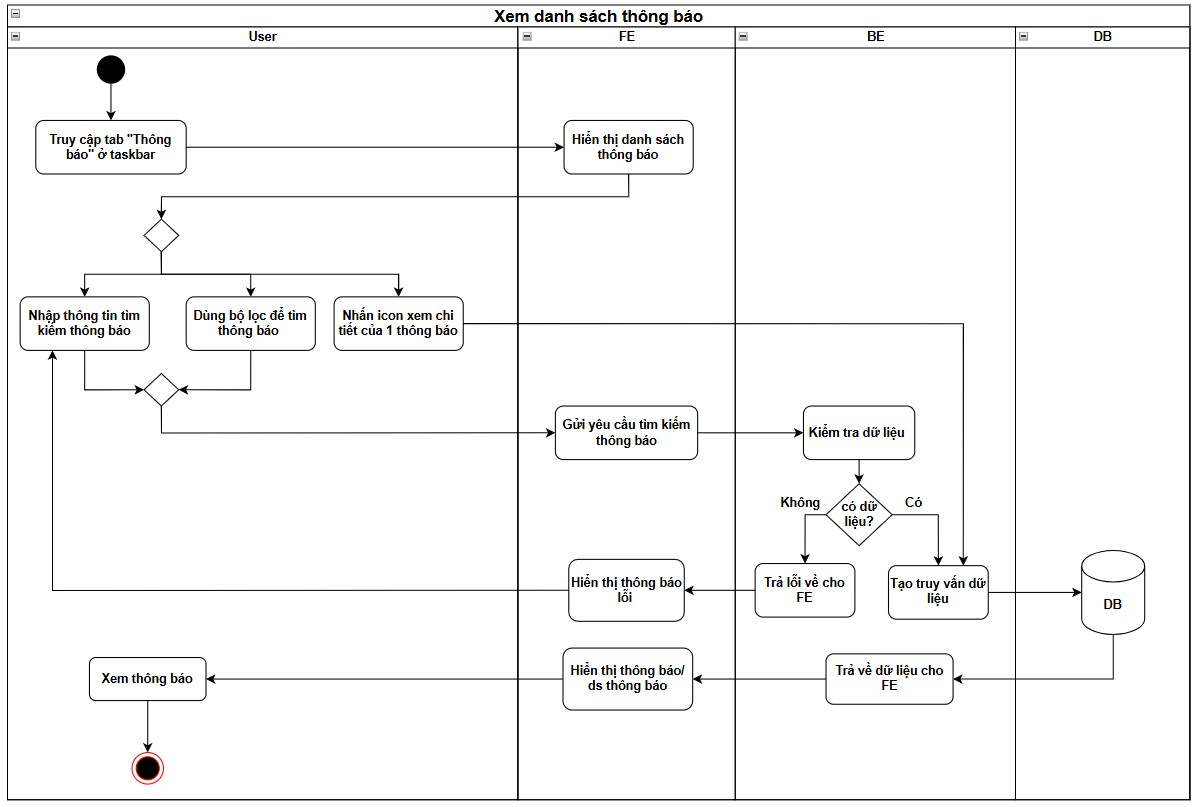 Xem danh sách thông báo
User
FE
BE
DB
Truy cập tab "Thông
báo" ở taskbar
Hiển thị danh sách
thông báo
Nhập thông tin tìm
kiếm thông báo
Dùng bộ lọc để tìm
thông báo
Nhấn icon xem chi
tiết của 1 thông báo
Gửi yêu cầu tìm kiếm
thông báo
Kiểm tra dữ liệu
Không
có dữ
liệu?
Có
Hiển thị thông báo
lỗi
Trả lỗi về cho
FE
Tạo truy vấn dữ
liệu
DB
Xem thông báo
Hiển thị thông báo/
ds thông báo
Trả về dữ liệu cho
FE